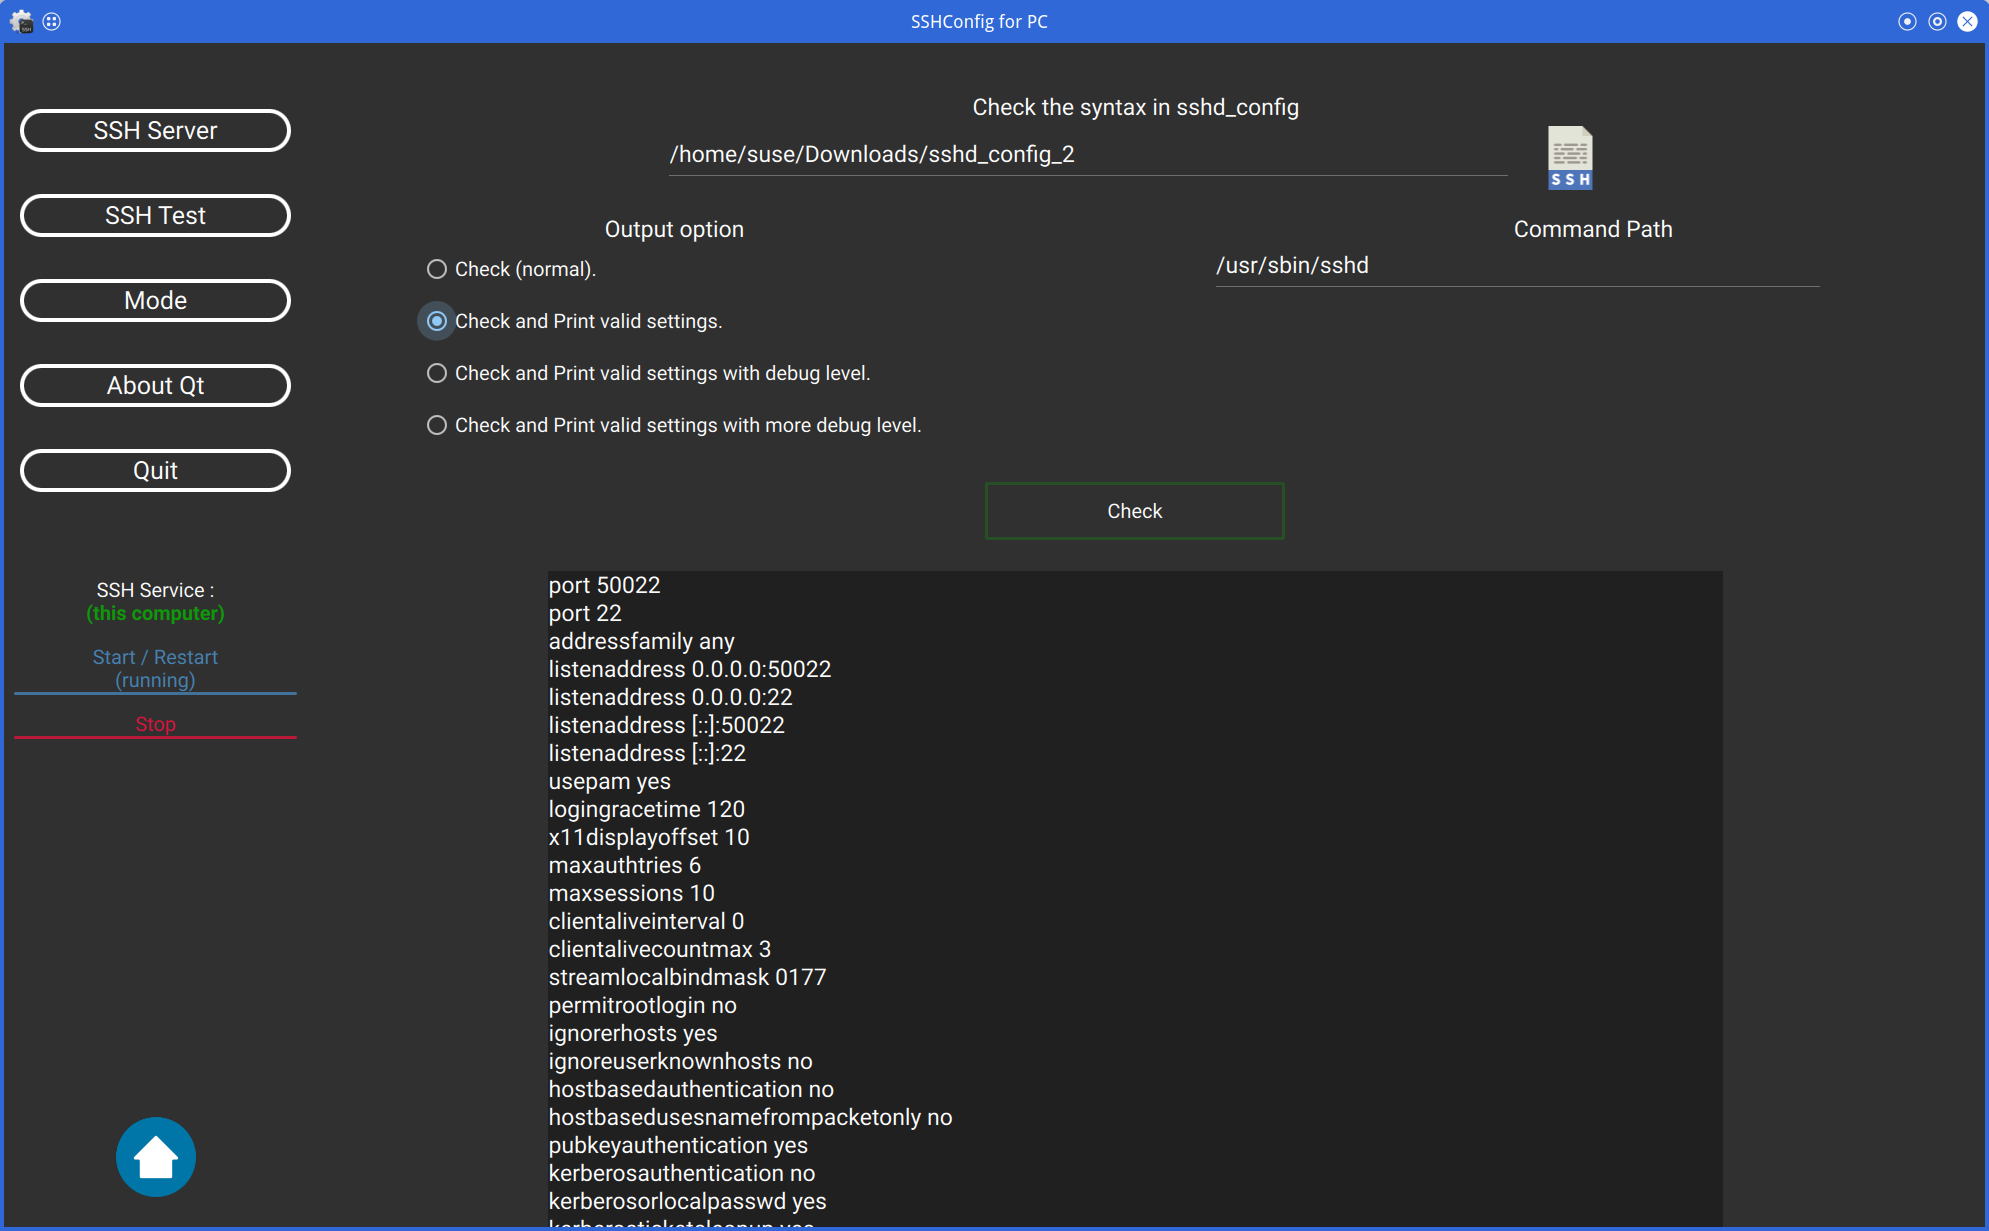 SSHConfig for PC
SSH Server
SSH Test
Mode
About Qt
Quit
SSH Service :
(this computer)
Start / Restart
(running)
Stop
Check the syntax in sshd_config
/home/suse/Downloads/sshd_config_2
SSH
Output option
Check (normal).
Check and Print valid settings.
Check and Print valid settings with debug level.
Check and Print valid settings with more debug level.
Command Path
/usr/sbin/sshd
Check
port 50022
port 22
addressfamily any
listenaddress 0.0.0.0:50022
listenaddress 0.0.0.0:22
listenaddress [::]:50022
listenaddress [::]:22
usepam yes
logingracetime 120
x11displayoffset 10
maxauthtries 6
maxsessions 10
clientaliveinterval 0
clientalivecountmax 3
streamlocalbindmask 0177
permitrootlogin no
ignorerhosts yes
ignoreuserknownhosts no
hostbasedauthentication no
hostbasedusesnamefrompacketonly no
pubkeyauthentication yes
kerberosauthentication no
kerberosorlocalpasswd yes
kerberosticketcleanup yes